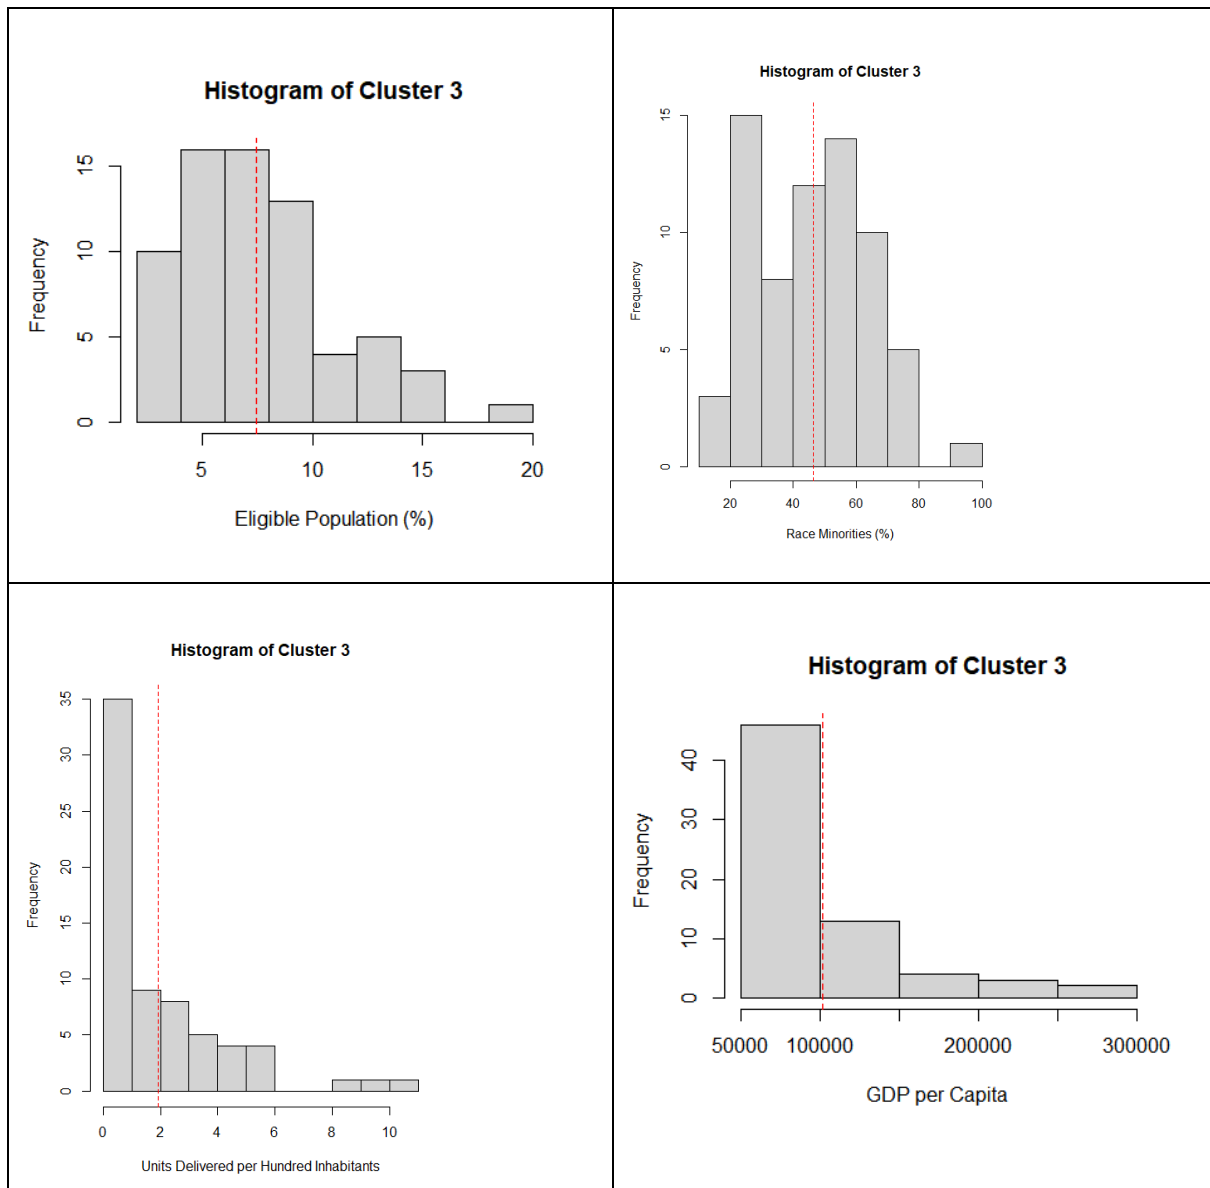 Histogram of Cluster 3
Frequency
15
10
5
0
5 10 15 20
Eligible Population (%)
Histogram of Cluster 3
Frequency
15
10
5
0
20 40 60 80 100
Race Minorities (%)
Histogram of Cluster 3
Frequency
35
30
25
20
15
10
5
0
0 2 4 6 8 10
Units Delivered per Hundred Inhabitants
Histogram of Cluster 3
Frequency
40
30
20
10
0
50000 100000 200000 300000
GDP per Capita